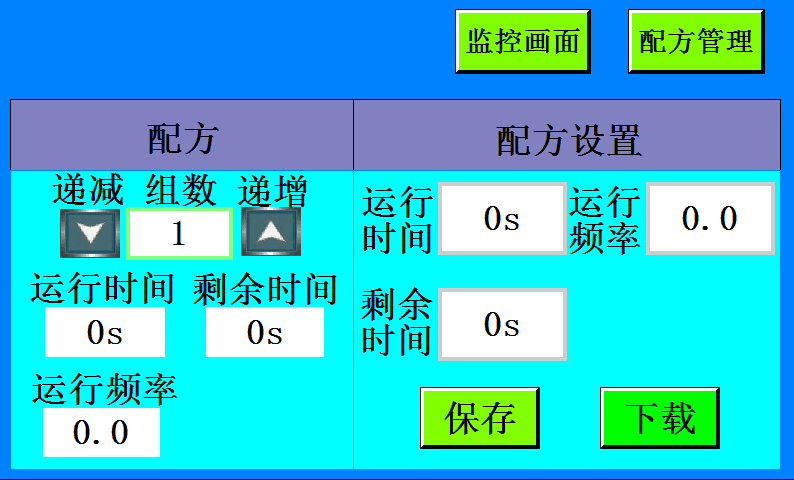 监控画面
配方管理
配方
配方设置
递减 组数 递增
1
运行时间 剩余时间
0s 0s
运行频率
0.0
运行
时间
0s
运行
频率
0.0
剩余
时间
0s
保存
下载